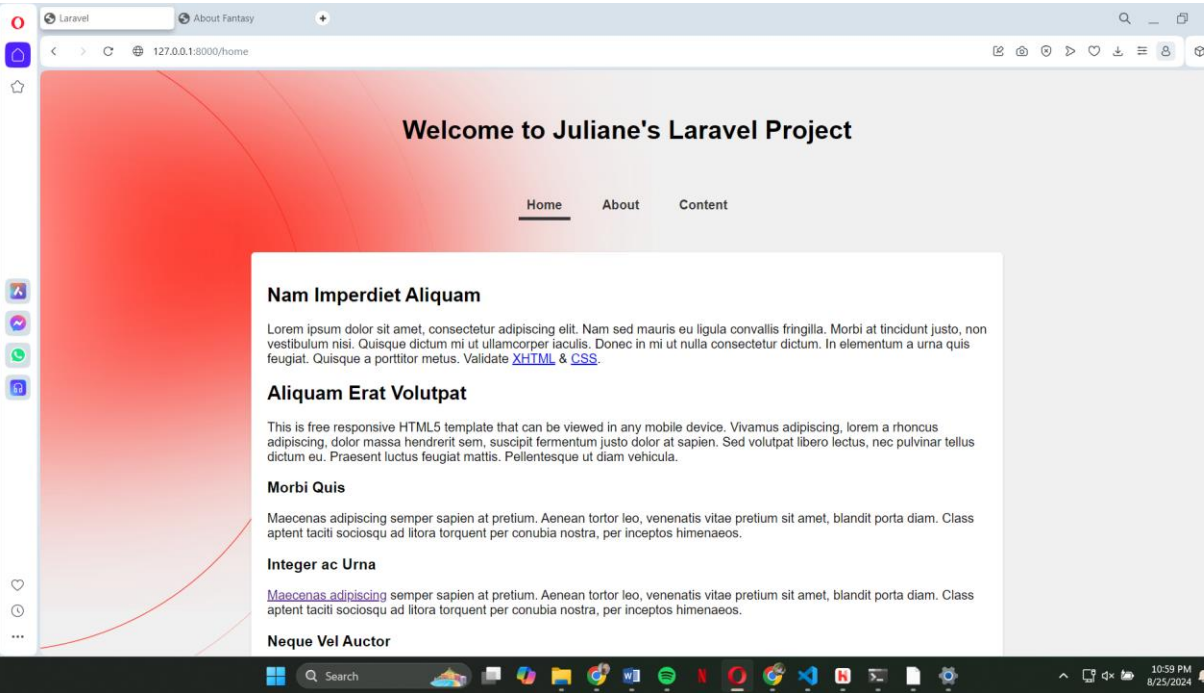 Laravel
About Fantasy
127.0.0.1:8000/home
Welcome to Juliane's Laravel Project
Home About Content
Nam Imperdiet Aliquam
Lorem ipsum dolor sit amet, consectetur adipiscing elit. Nam sed mauris eu ligula convallis fringilla. Morbi at tincidunt justo, non
vestibulum nisi. Quisque dictum mi ut ullamcorper iaculis. Donec in mi ut nulla consectetur dictum. In elementum a urna quis
feugiat. Quisque a porttitor metus. Validate XHTML & CSS.
Aliquam Erat Volutpat
This is free responsive HTML5 template that can be viewed in any mobile device. Vivamus adipiscing, lorem a rhoncus
adipiscing, dolor massa hendrerit sem, suscipit fermentum justo dolor at sapien. Sed volutpat libero lectus, nec pulvinar tellus
dictum eu. Praesent luctus feugiat mattis. Pellentesque ut diam vehicula.
Morbi Quis
Maecenas adipiscing semper sapien at pretium. Aenean tortor leo, venenatis vitae pretium sit amet, blandit porta diam. Class
aptent taciti sociosqu ad litora torquent per conubia nostra, per inceptos himenaeos.
Integer ac Urna
Maecenas adipiscing semper sapien at pretium. Aenean tortor leo, venenatis vitae pretium sit amet, blandit porta diam. Class
aptent taciti sociosqu ad litora torquent per conubia nostra, per inceptos himenaeos.
Neque Vel Auctor
Search
10:59 PM
8/25/2024